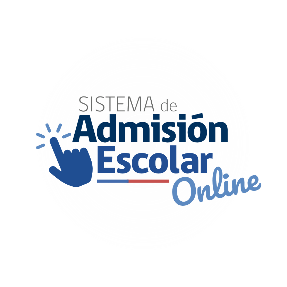 SISTEMA de
Admisión
Escolar
Online